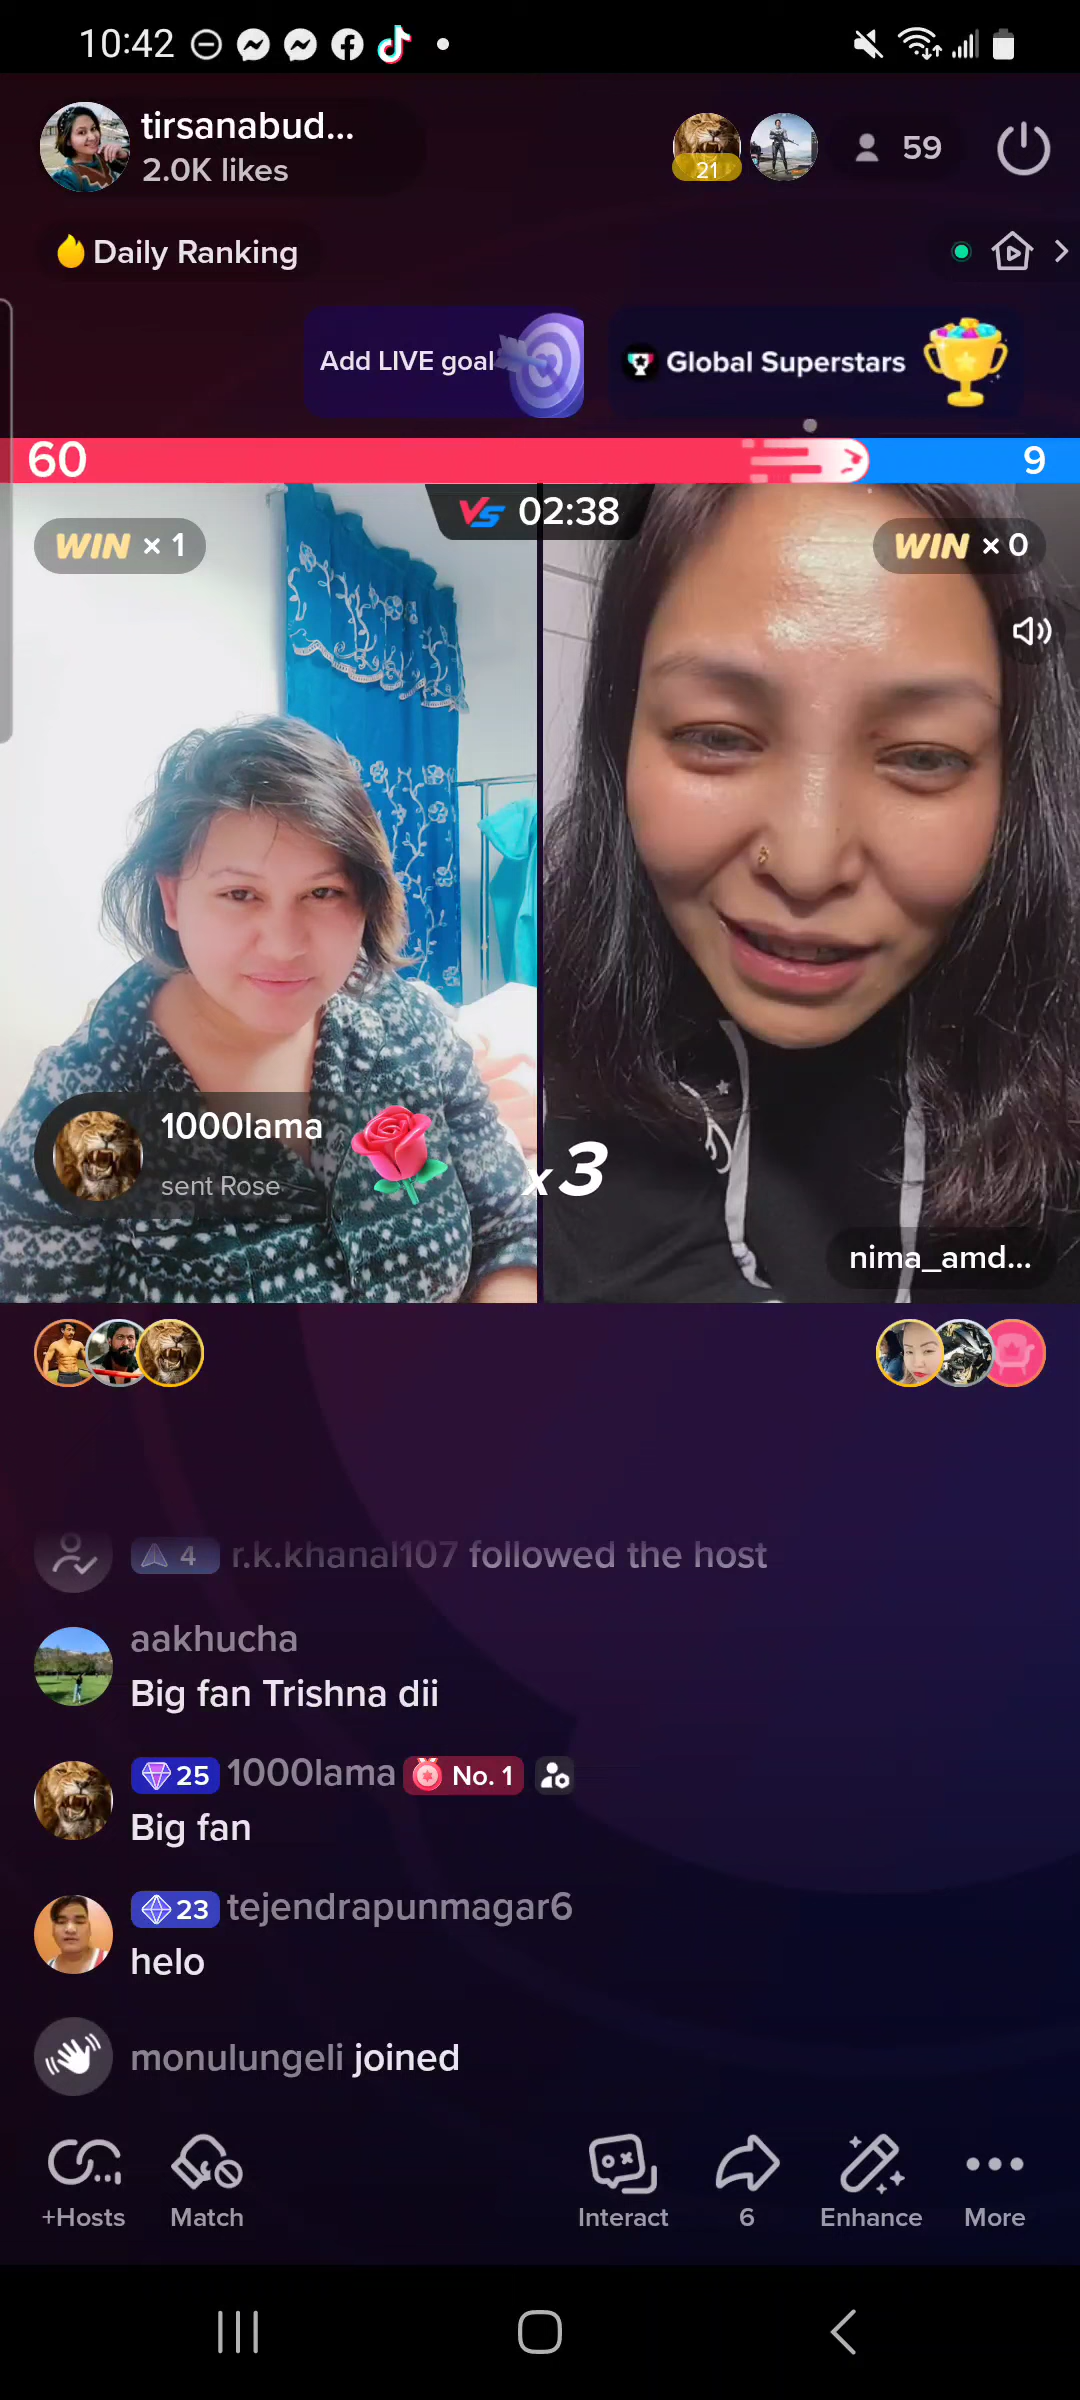 10:42
tirsanabud...
2.0K likes
21
59
Daily Ranking
Add LIVE goal
Global Superstars
60
9
VS 02:38
WIN × 1
WIN × 0
1000lama
sent Rose
x3
nima_amd...
4 r.k.khanal107 followed the host
aakhucha
Big fan Trishna dii
25 1000lama No. 1
Big fan
23 tejendrapunmagar6
helo
monulungeli joined
+Hosts
Match
Interact
6
Enhance
More